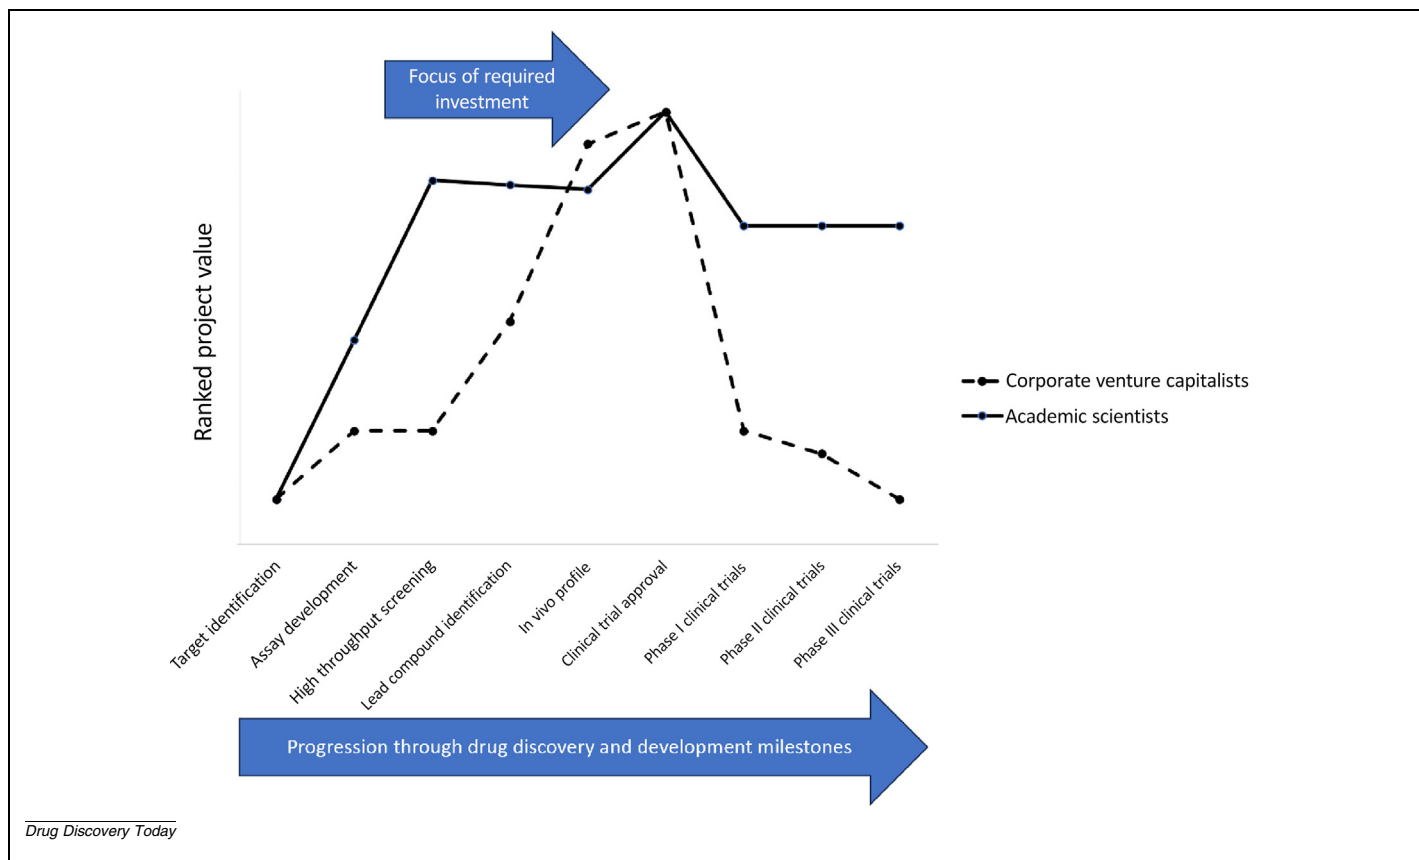 Focus of required
investment
Ranked project value
Corporate venture capitalists
Academic scientists
Target identification
Assay development
High throughput screening
Lead compound identification
In vivo profile
Clinical trial approval
Phase I clinical trials
Phase II clinical trials
Phase III clinical trials
Progression through drug discovery and development milestones
Drug Discovery Today